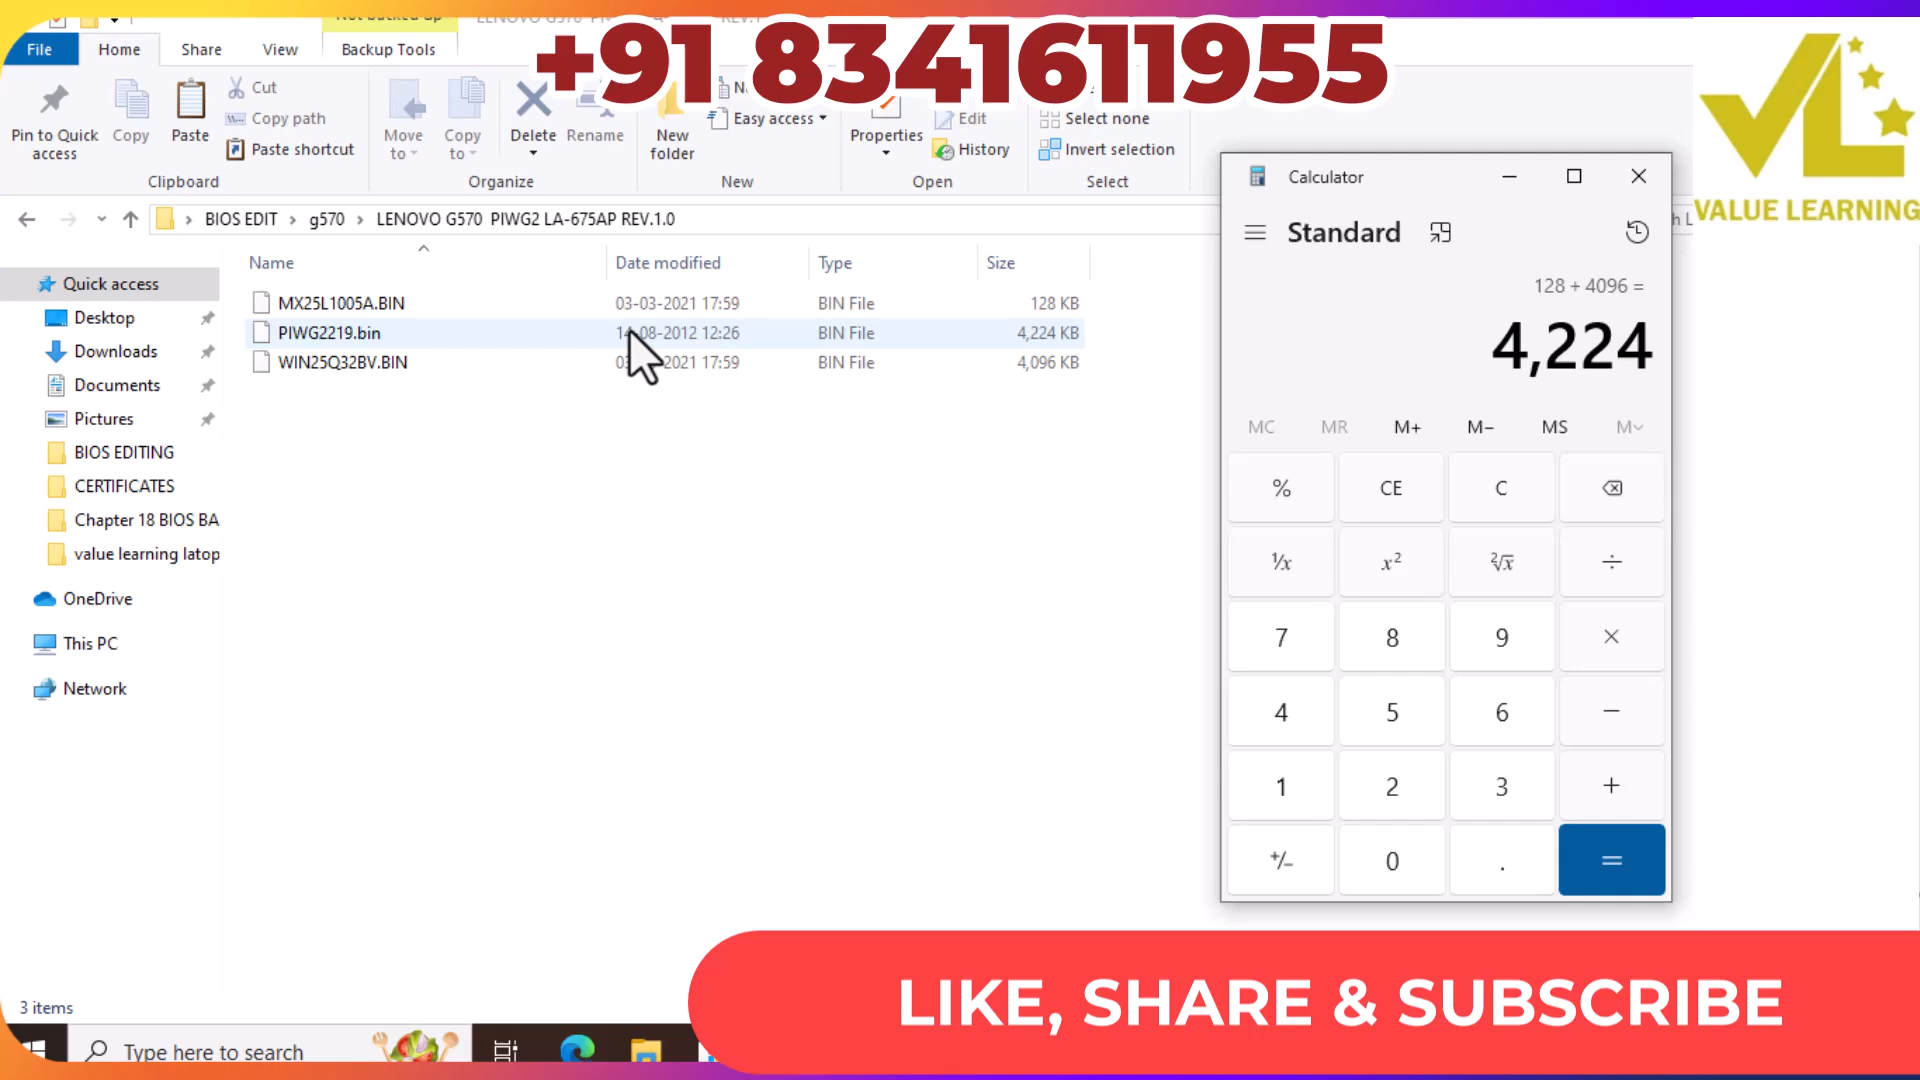 +91 8341611955
File
Home
Share
View
Backup Tools
Pin to Quick access
Copy
Paste
Cut
Copy path
Paste shortcut
Clipboard
Move to
Copy to
Delete
Rename
Organize
New folder
Easy access
New
Properties
Edit
History
Open
Select none
Invert selection
Select
VALUE LEARNING
BIOS EDIT > g570 > LENOVO G570 PIWG2 LA-675AP REV.1.0
Name
Date modified
Type
Size
MX25L1005A.BIN 03-03-2021 17:59 BIN File 128 KB
PIWG2219.bin 14-08-2012 12:26 BIN File 4,224 KB
WIN25Q32BV.BIN 2021 17:59 BIN File 4,096 KB
Quick access
Desktop
Downloads
Documents
Pictures
BIOS EDITING
CERTIFICATES
Chapter 18 BIOS BA
value learning latop
OneDrive
This PC
Network
3 items
Type here to search
Calculator
Standard
128 + 4096 =
4,224
MC MR M+ M− MS M
% CE C
¹/x x² ²√x ÷
7 8 9 ×
4 5 6 −
1 2 3 +
+/− 0 . =
LIKE, SHARE & SUBSCRIBE